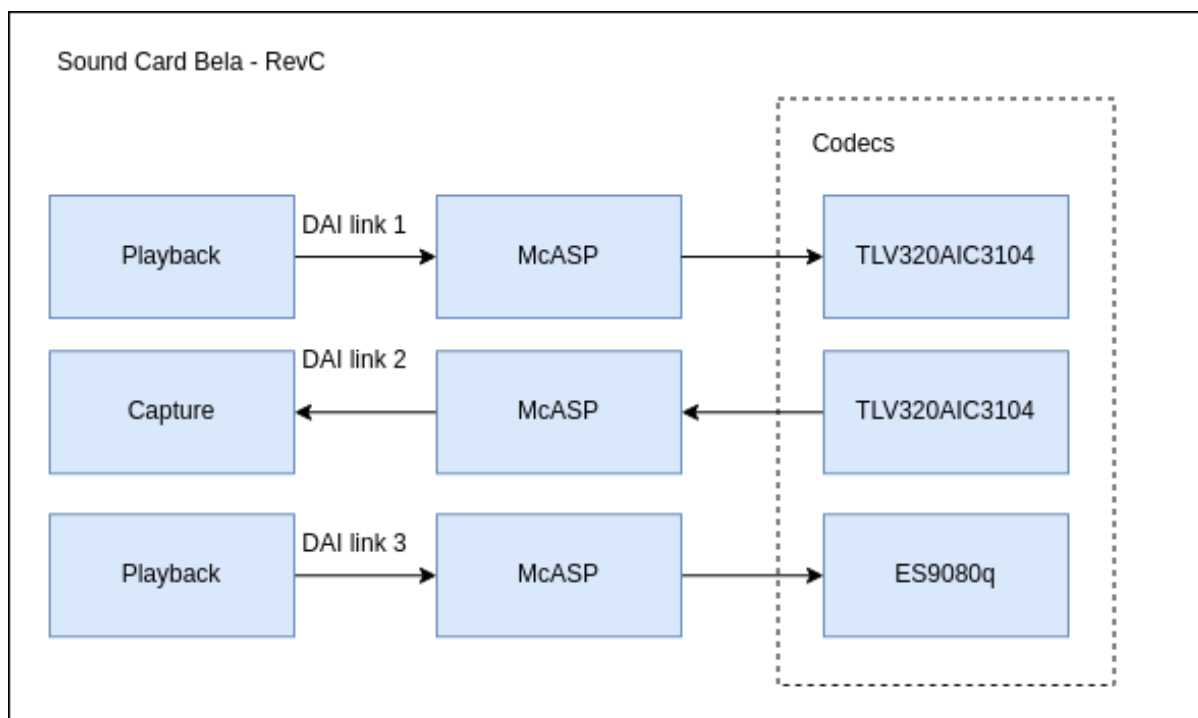 Sound Card Bela - RevC
Codecs
Playback
DAI link 1
McASP
TLV320AIC3104
Capture
DAI link 2
McASP
TLV320AIC3104
Playback
DAI link 3
McASP
ES9080q